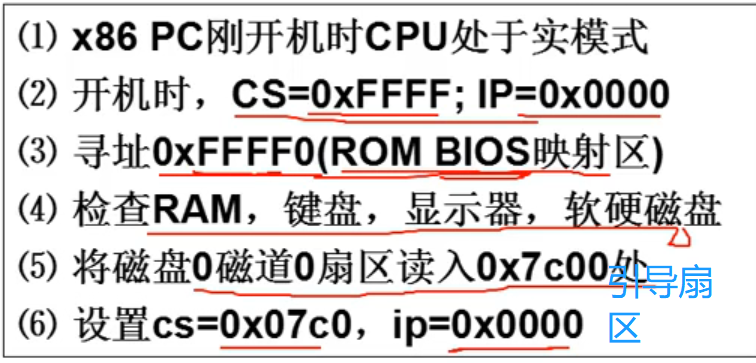 (1) x86 PC刚开机时CPU处于实模式
(2) 开机时，CS=0xFFFF; IP=0x0000
(3) 寻址0xFFFF0(ROM BIOS映射区)
(4) 检查RAM，键盘，显示器，软硬磁盘
(5) 将磁盘0磁道0扇区读入0x7c00处
(6) 设置cs=0x07c0，ip=0x0000
引导扇
区